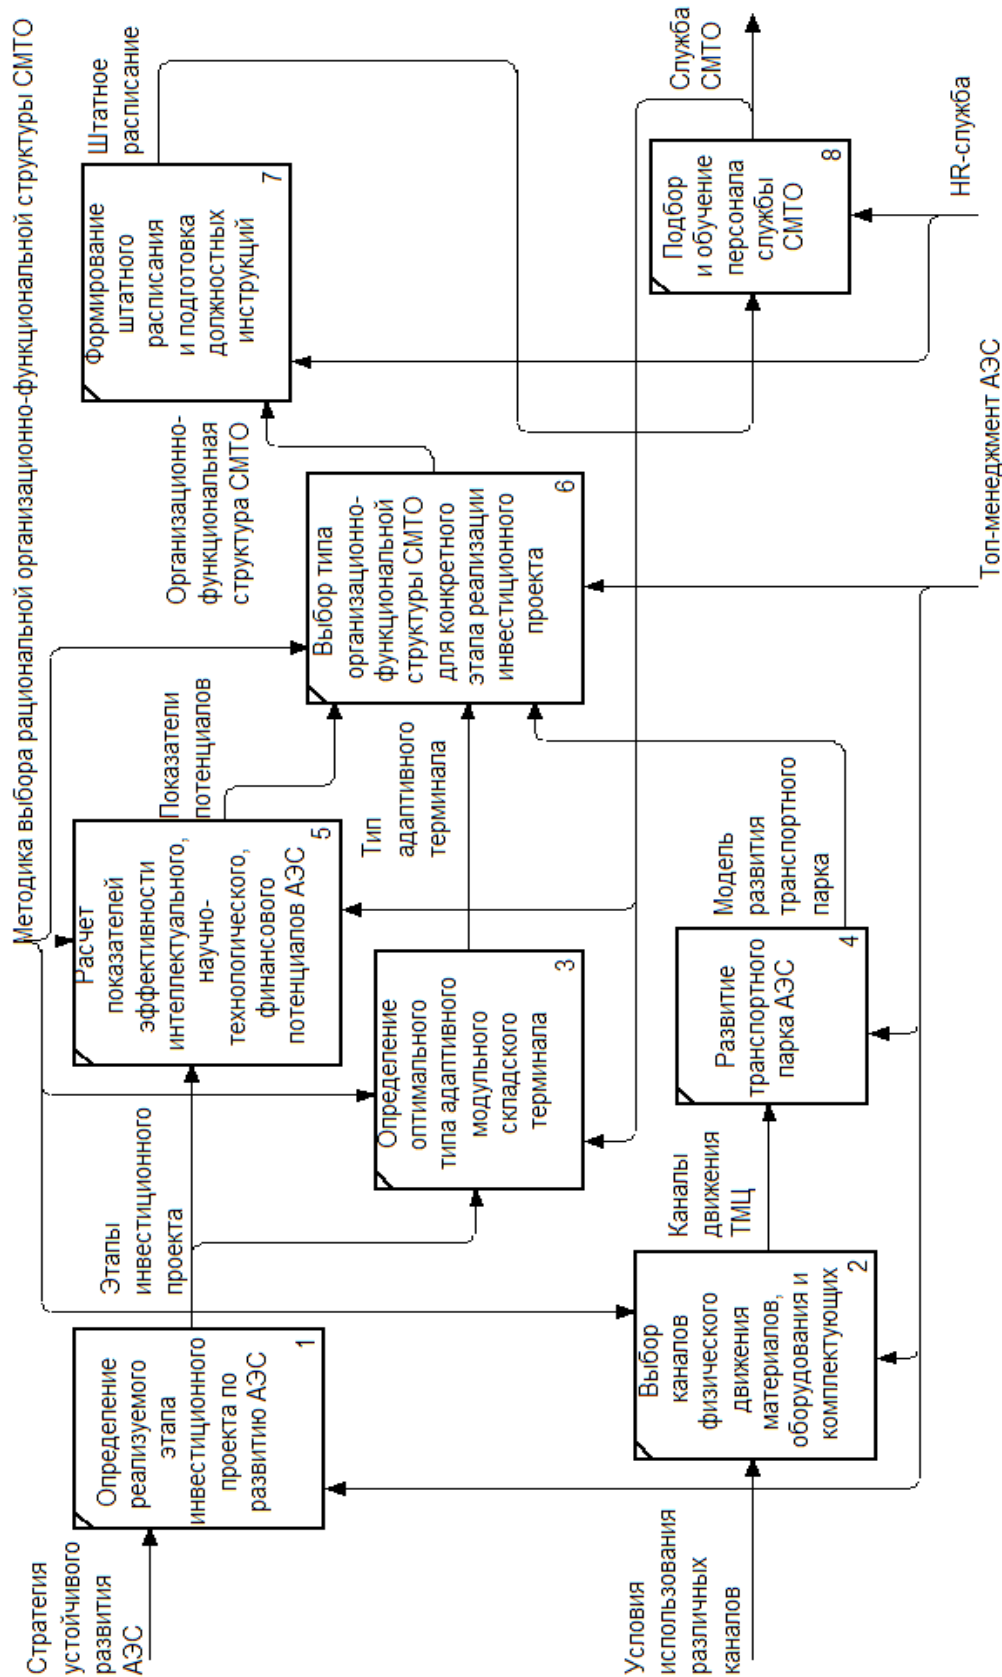 Методика выбора рациональной организационно-функциональной структуры СМТО
Стратегия
устойчивого
развития
АЭС
Определение
реализуемого
этапа
инвестиционного
проекта по
развитию АЭС
1
Этапы
инвестиционного
проекта
Расчет
показателей
эффективности
интеллектуального,
научно-
технологического,
финансового
потенциалов АЭС
5
Показатели
потенциалов
Организационно-
функциональная
структура СМТО
Формирование
штатного
расписания
и подготовка
должностных
инструкций
7
Штатное
расписание
Определение
оптимального
типа адаптивного
модульного
складского
терминала
3
Тип
адаптивного
терминала
Выбор типа
организационно-
функциональной
структуры СМТО
для конкретного
этапа реализации
инвестиционного
проекта
6
Условия
использования
различных
каналов
Выбор
каналов
физического
движения
материалов,
оборудования и
комплектующих
2
Каналы
движения
ТМЦ
Развитие
транспортного
парка АЭС
4
Модель
развития
транспортного
парка
Подбор
и обучение
персонала
службы
СМТО
8
Служба
СМТО
Топ-менеджмент АЭС
HR-служба